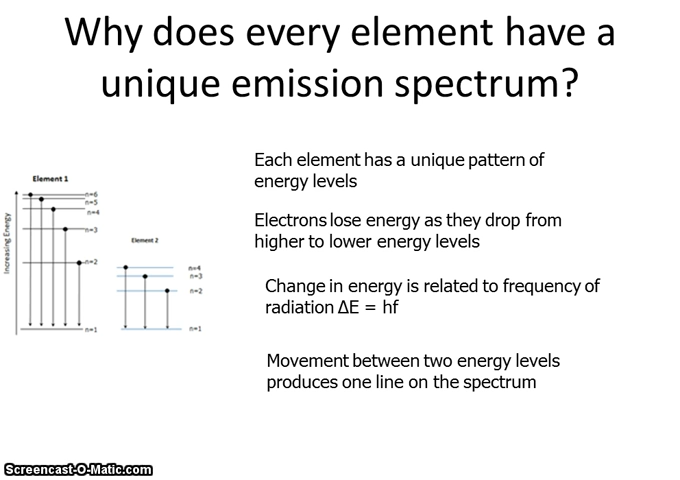 Why does every element have a
unique emission spectrum?
Each element has a unique pattern of
energy levels
Electrons lose energy as they drop from
higher to lower energy levels
Change in energy is related to frequency of
radiation ΔE = hf
Movement between two energy levels
produces one line on the spectrum
Element 1
n=6
n=5
n=4
n=3
n=2
n=1
Increasing Energy
Element 2
n=4
n=3
n=2
n=1
Screencast-O-Matic.com